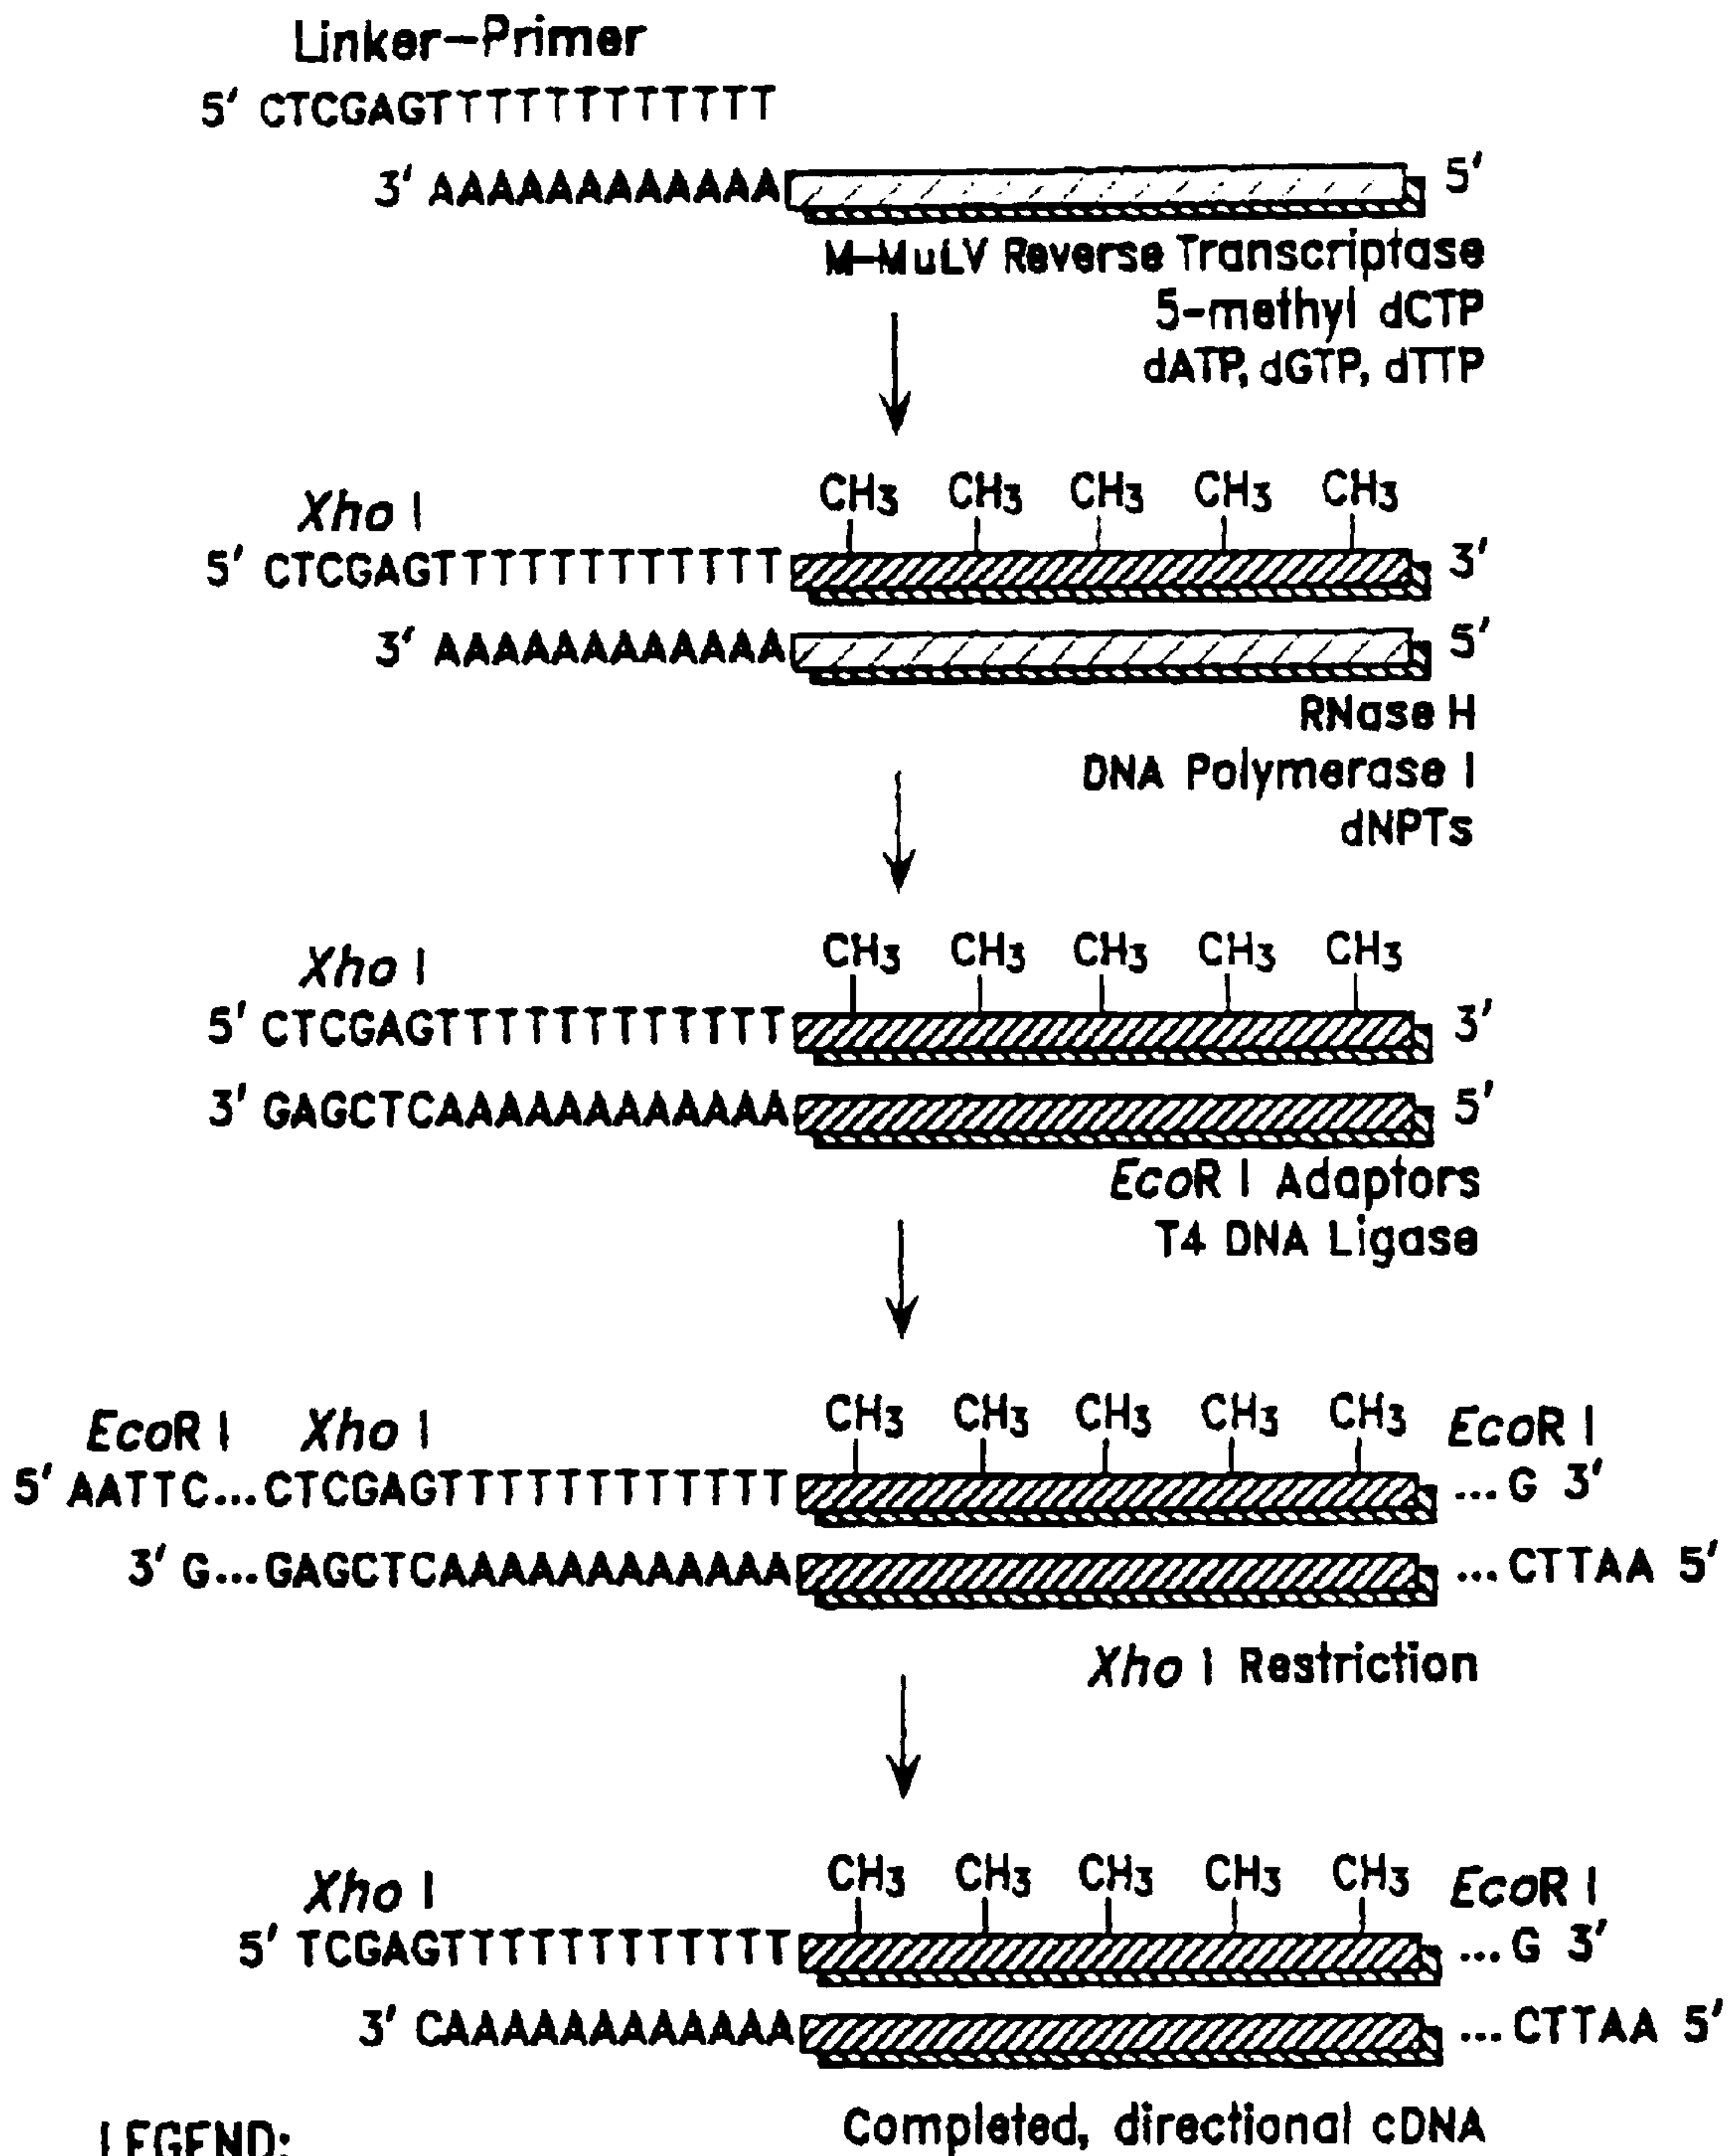 Linker-Primer
5' CTCGAGTTTTTTTTTTTT
3' AAAAAAAAAAAA 5'
M-MuLV Reverse Transcriptase
5-methyl dCTP
dATP, dGTP, dTTP
CH3 CH3 CH3 CH3 CH3
Xho I
5' CTCGAGTTTTTTTTTTTT 3'
3' AAAAAAAAAAAA 5'
RNase H
DNA Polymerase I
dNPTs
CH3 CH3 CH3 CH3 CH3
Xho I
5' CTCGAGTTTTTTTTTTTT 3'
3' GAGCTCAAAAAAAAAAAA 5'
EcoR I Adaptors
T4 DNA Ligase
CH3 CH3 CH3 CH3 CH3
EcoR I Xho I EcoR I
5' AATTC...CTCGAGTTTTTTTTTTTT ...G 3'
3' G...GAGCTCAAAAAAAAAAAA ...CTTAA 5'
Xho I Restriction
CH3 CH3 CH3 CH3 CH3
Xho I EcoR I
5' TCGAGTTTTTTTTTTTT ...G 3'
3' CAAAAAAAAAAAA ...CTTAA 5'
Completed, directional cDNA
LEGEND: